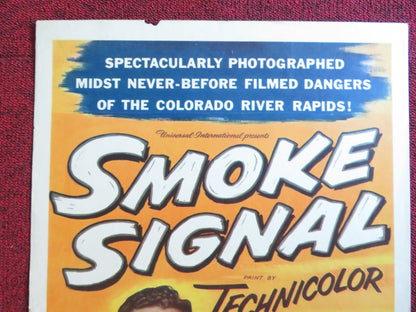 SPECTACULARLY PHOTOGRAPHED
MIDST NEVER-BEFORE FILMED DANGERS
OF THE COLORADO RIVER RAPIDS!
Universal-International presents
SMOKE
SIGNAL
PRINT BY
TECHNICOLOR